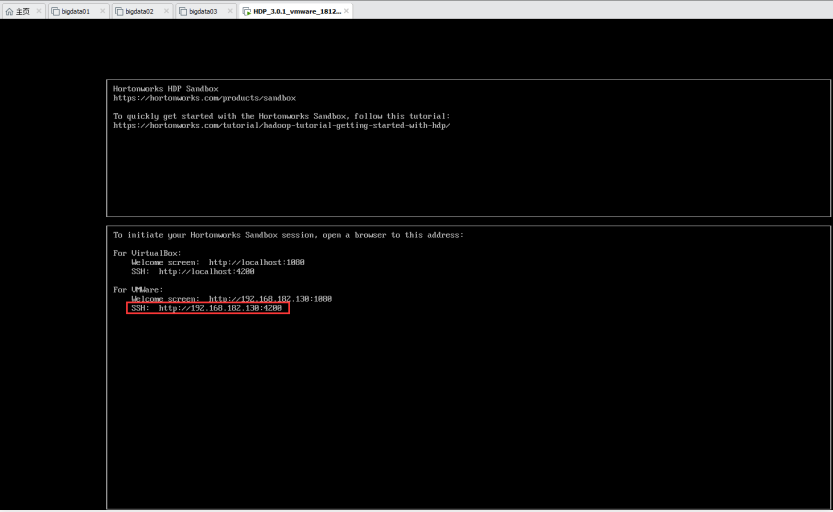 主页
bigdata01
bigdata02
bigdata03
HDP_3.0.1_vmware_1812...
Hortonworks HDP Sandbox
https://hortonworks.com/products/sandbox
To quickly get started with the Hortonworks Sandbox, follow this tutorial:
https://hortonworks.com/tutorial/hadoop-tutorial-getting-started-with-hdp/
To initiate your Hortonworks Sandbox session, open a browser to this address:
For VirtualBox:
Welcome screen: http://localhost:1080
SSH: http://localhost:4200
For VMWare:
Welcome screen: http://192.168.182.130:1080
SSH: http://192.168.182.130:4200